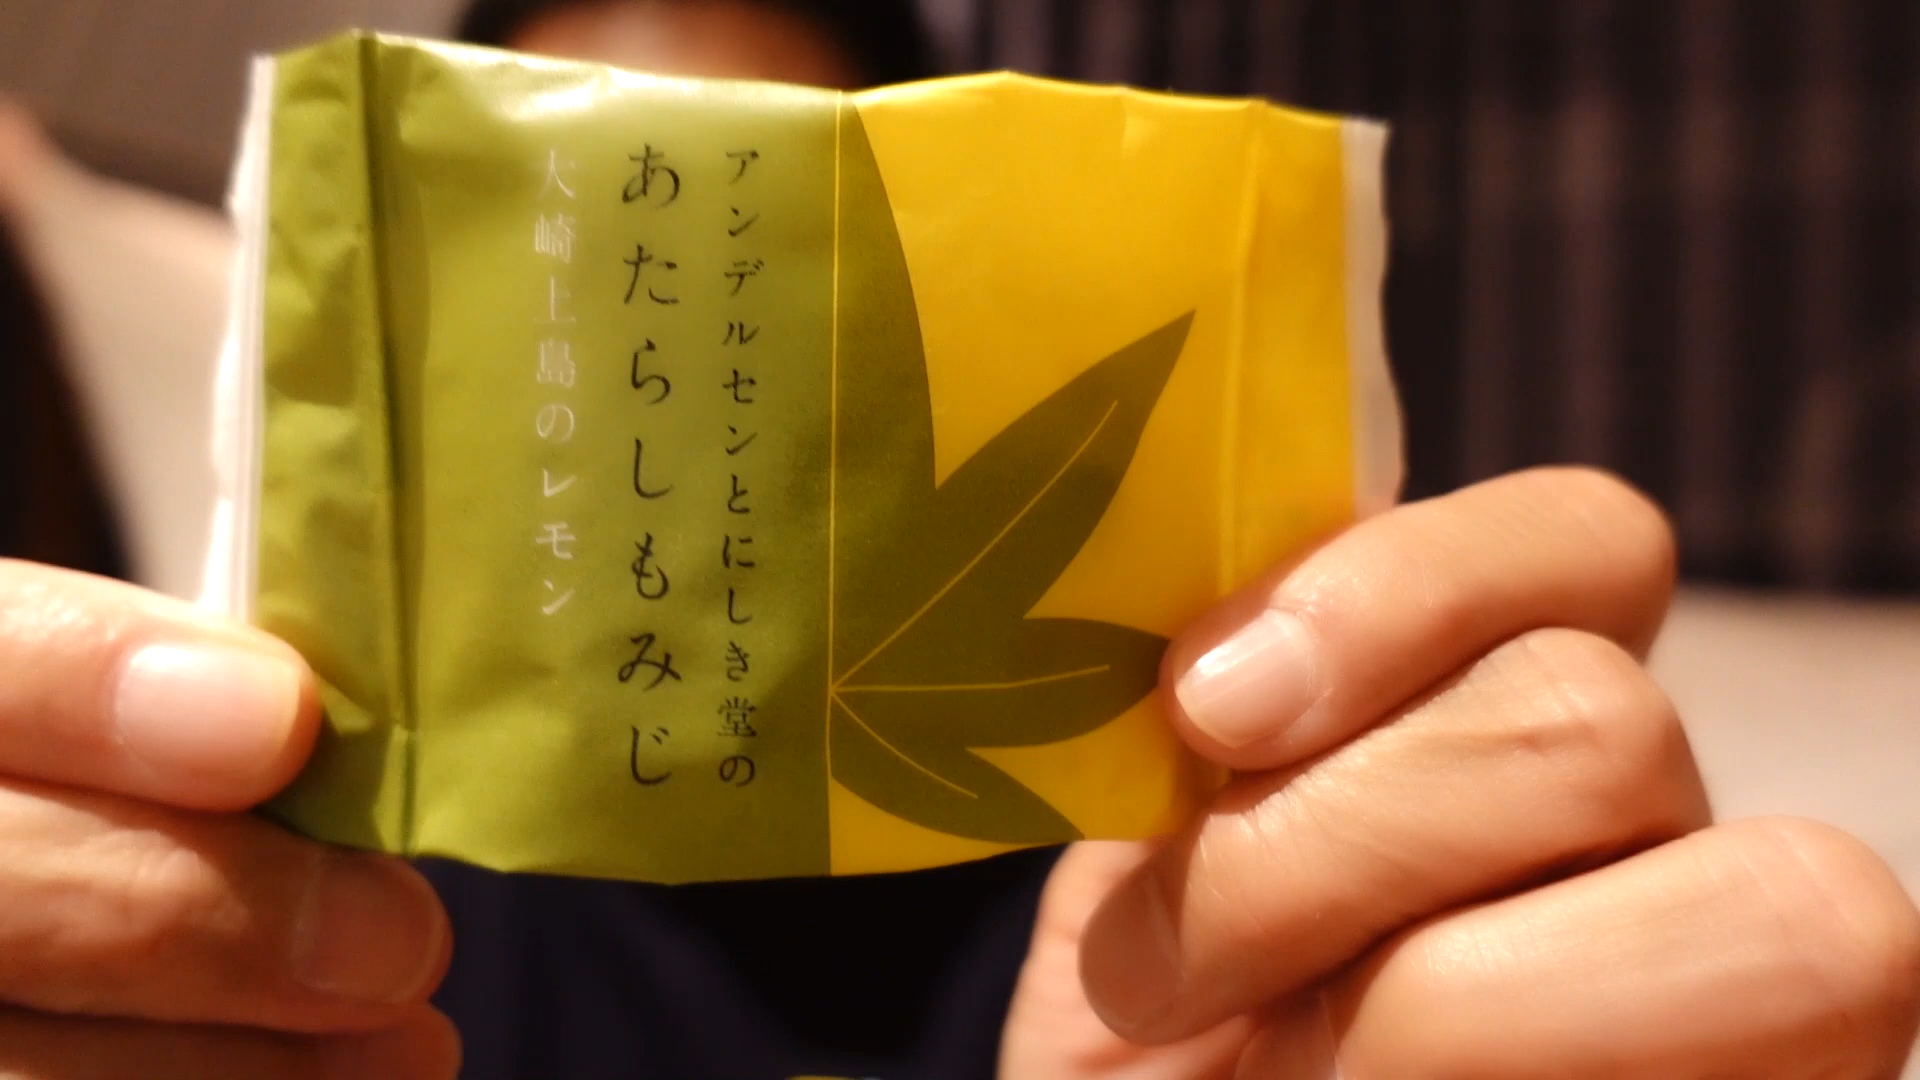 アンデルセンとにしき堂の
あたらしもみじ
大崎上島のレモン